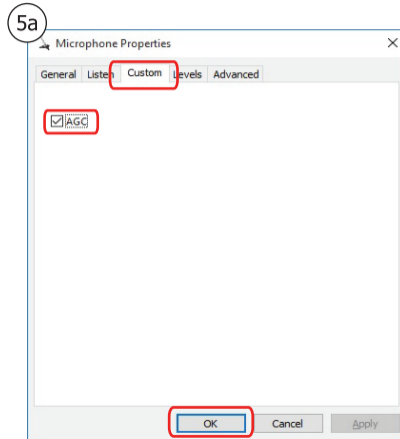 5a
Microphone Properties
General Listen Custom Levels Advanced
AGC
OK Cancel Apply